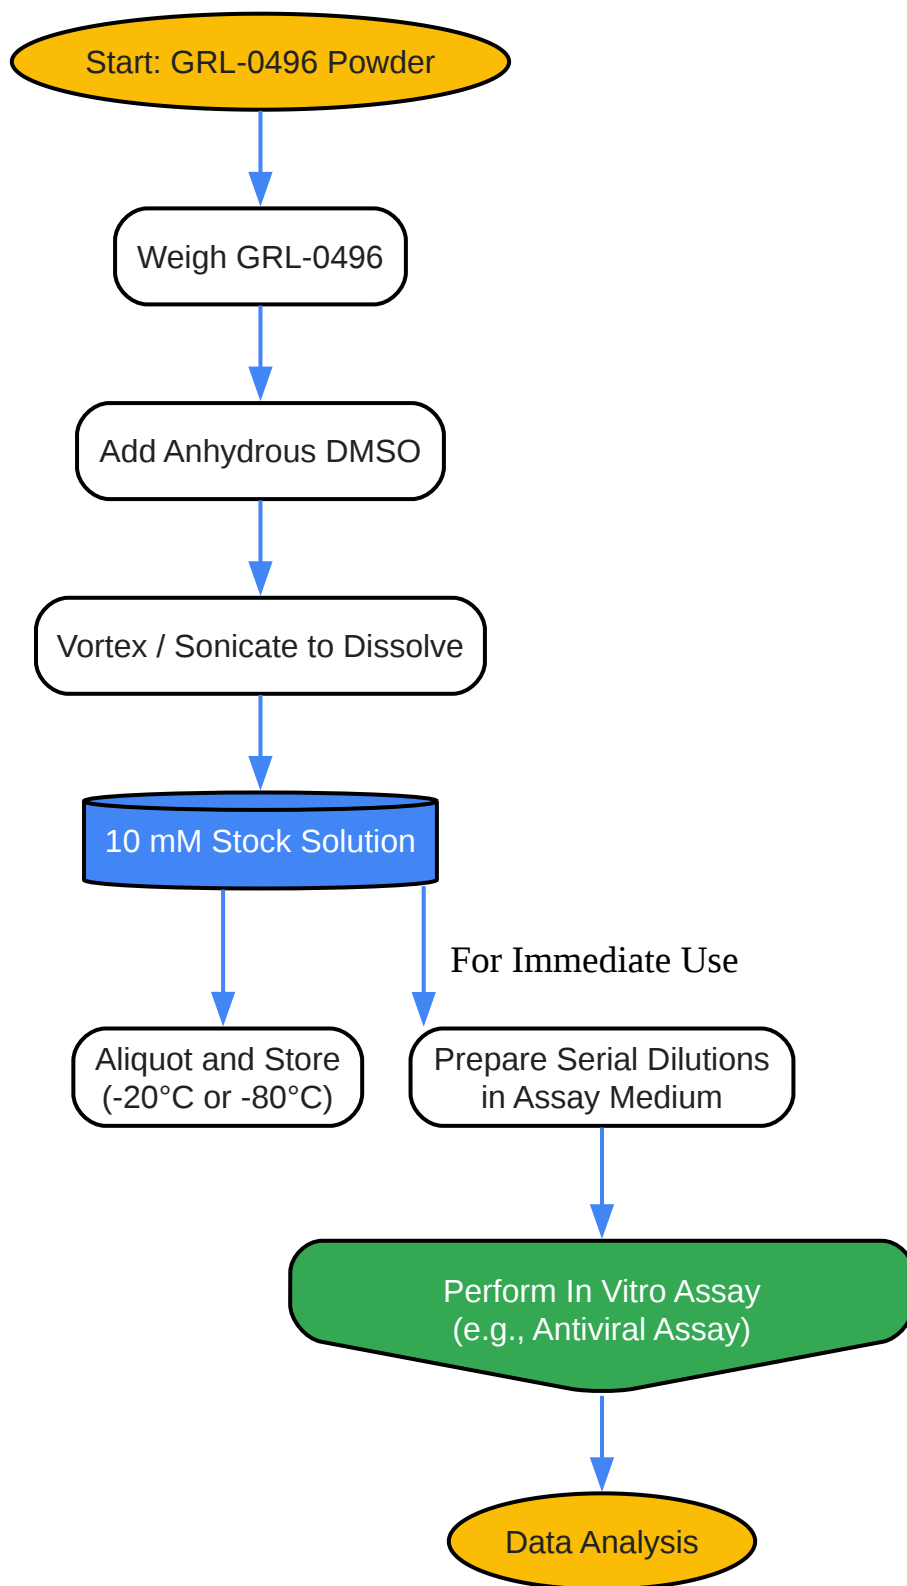 Start: GRL-0496 Powder
Weigh GRL-0496
Add Anhydrous DMSO
Vortex / Sonicate to Dissolve
10 mM Stock Solution
For Immediate Use
Aliquot and Store
(-20°C or -80°C)
Prepare Serial Dilutions
in Assay Medium
Perform In Vitro Assay
(e.g., Antiviral Assay)
Data Analysis